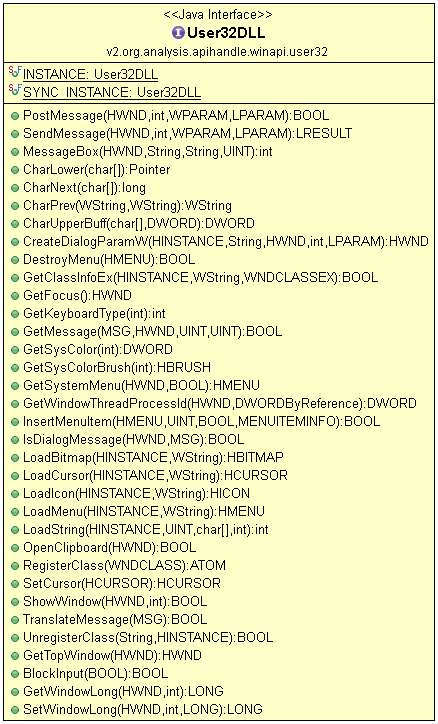 <<Java Interface>>
User32DLL
v2.org.analysis.apihandle.winapi.user32
INSTANCE: User32DLL
SYNC_INSTANCE: User32DLL
PostMessage(HWND,int,WPARAM,LPARAM):BOOL
SendMessage(HWND,int,WPARAM,LPARAM):LRESULT
MessageBox(HWND,String,String,UINT):int
CharLower(char[]):Pointer
CharNext(char[]):long
CharPrev(WString,WString):WString
CharUpperBuff(char[],DWORD):DWORD
CreateDialogParamW(HINSTANCE,String,HWND,int,LPARAM):HWND
DestroyMenu(HMENU):BOOL
GetClassInfoEx(HINSTANCE,WString,WNDCLASSEX):BOOL
GetFocus():HWND
GetKeyboardType(int):int
GetMessage(MSG,HWND,UINT,UINT):BOOL
GetSysColor(int):DWORD
GetSysColorBrush(int):HBRUSH
GetSystemMenu(HWND,BOOL):HMENU
GetWindowThreadProcessId(HWND,DWORDByReference):DWORD
InsertMenuItem(HMENU,UINT,BOOL,MENUITEMINFO):BOOL
IsDialogMessage(HWND,MSG):BOOL
LoadBitmap(HINSTANCE,WString):HBITMAP
LoadCursor(HINSTANCE,WString):HCURSOR
LoadIcon(HINSTANCE,WString):HICON
LoadMenu(HINSTANCE,WString):HMENU
LoadString(HINSTANCE,UINT,char[],int):int
OpenClipboard(HWND):BOOL
RegisterClass(WNDCLASS):ATOM
SetCursor(HCURSOR):HCURSOR
ShowWindow(HWND,int):BOOL
TranslateMessage(MSG):BOOL
UnregisterClass(String,HINSTANCE):BOOL
GetTopWindow(HWND):HWND
BlockInput(BOOL):BOOL
GetWindowLong(HWND,int):LONG
SetWindowLong(HWND,int,LONG):LONG